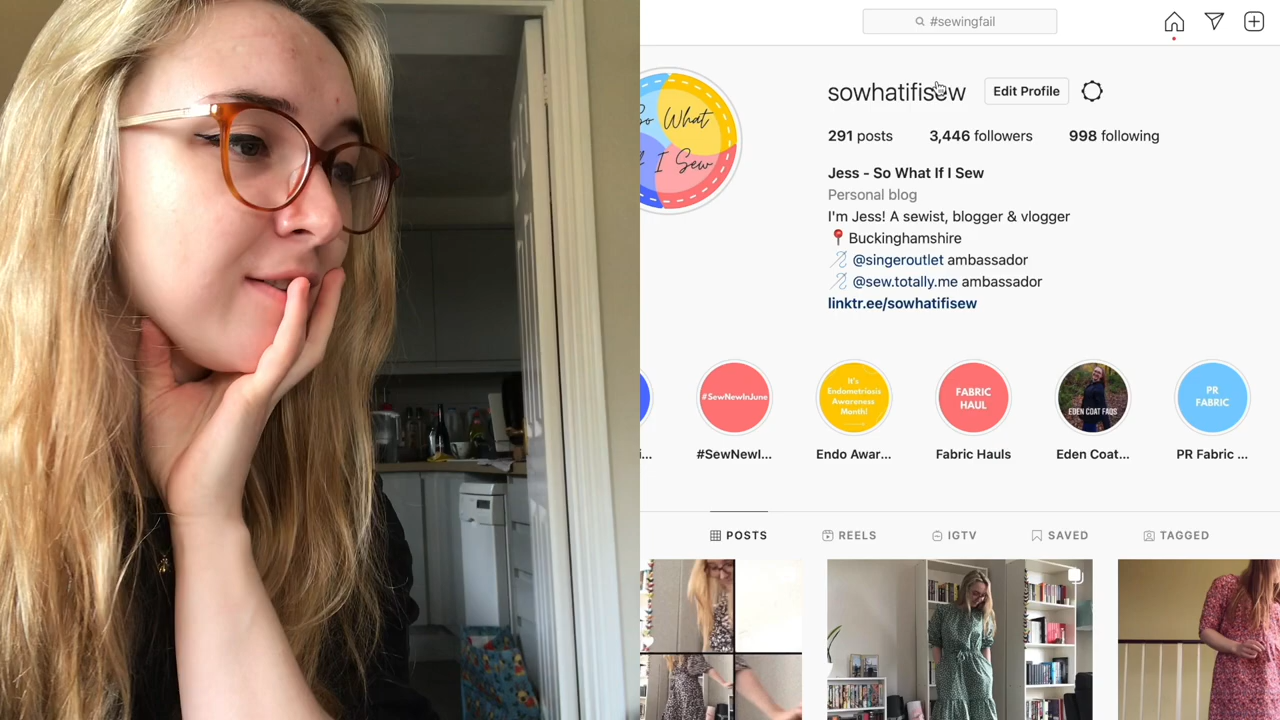 #sewingfail
So What
I Sew
sowhatifisew
Edit Profile
291 posts 3,446 followers 998 following
Jess - So What If I Sew
Personal blog
I'm Jess! A sewist, blogger & vlogger
📍 Buckinghamshire
🪡 @singeroutlet ambassador
🪡 @sew.totally.me ambassador
linktr.ee/sowhatifisew
#SewNewInJune
It's
Endometriosis
Awareness
Month!
FABRIC
HAUL
EDEN COAT FAQS
PR
FABRIC
i...
#SewNewI...
Endo Awar...
Fabric Hauls
Eden Coat...
PR Fabric ...
POSTS
REELS
IGTV
SAVED
TAGGED